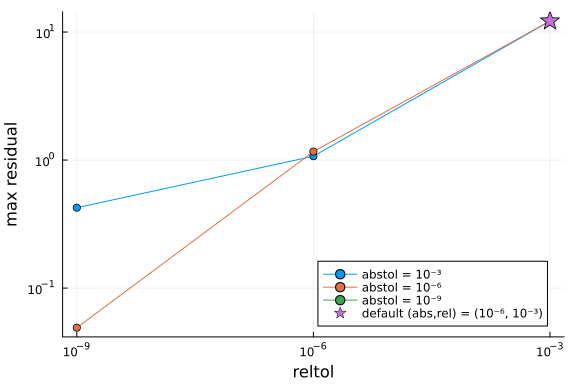 10¹
10⁰
10⁻¹
max residual
abstol = 10⁻³
abstol = 10⁻⁶
abstol = 10⁻⁹
default (abs,rel) = (10⁻⁶, 10⁻³)
10⁻⁹ 10⁻⁶ 10⁻³
reltol